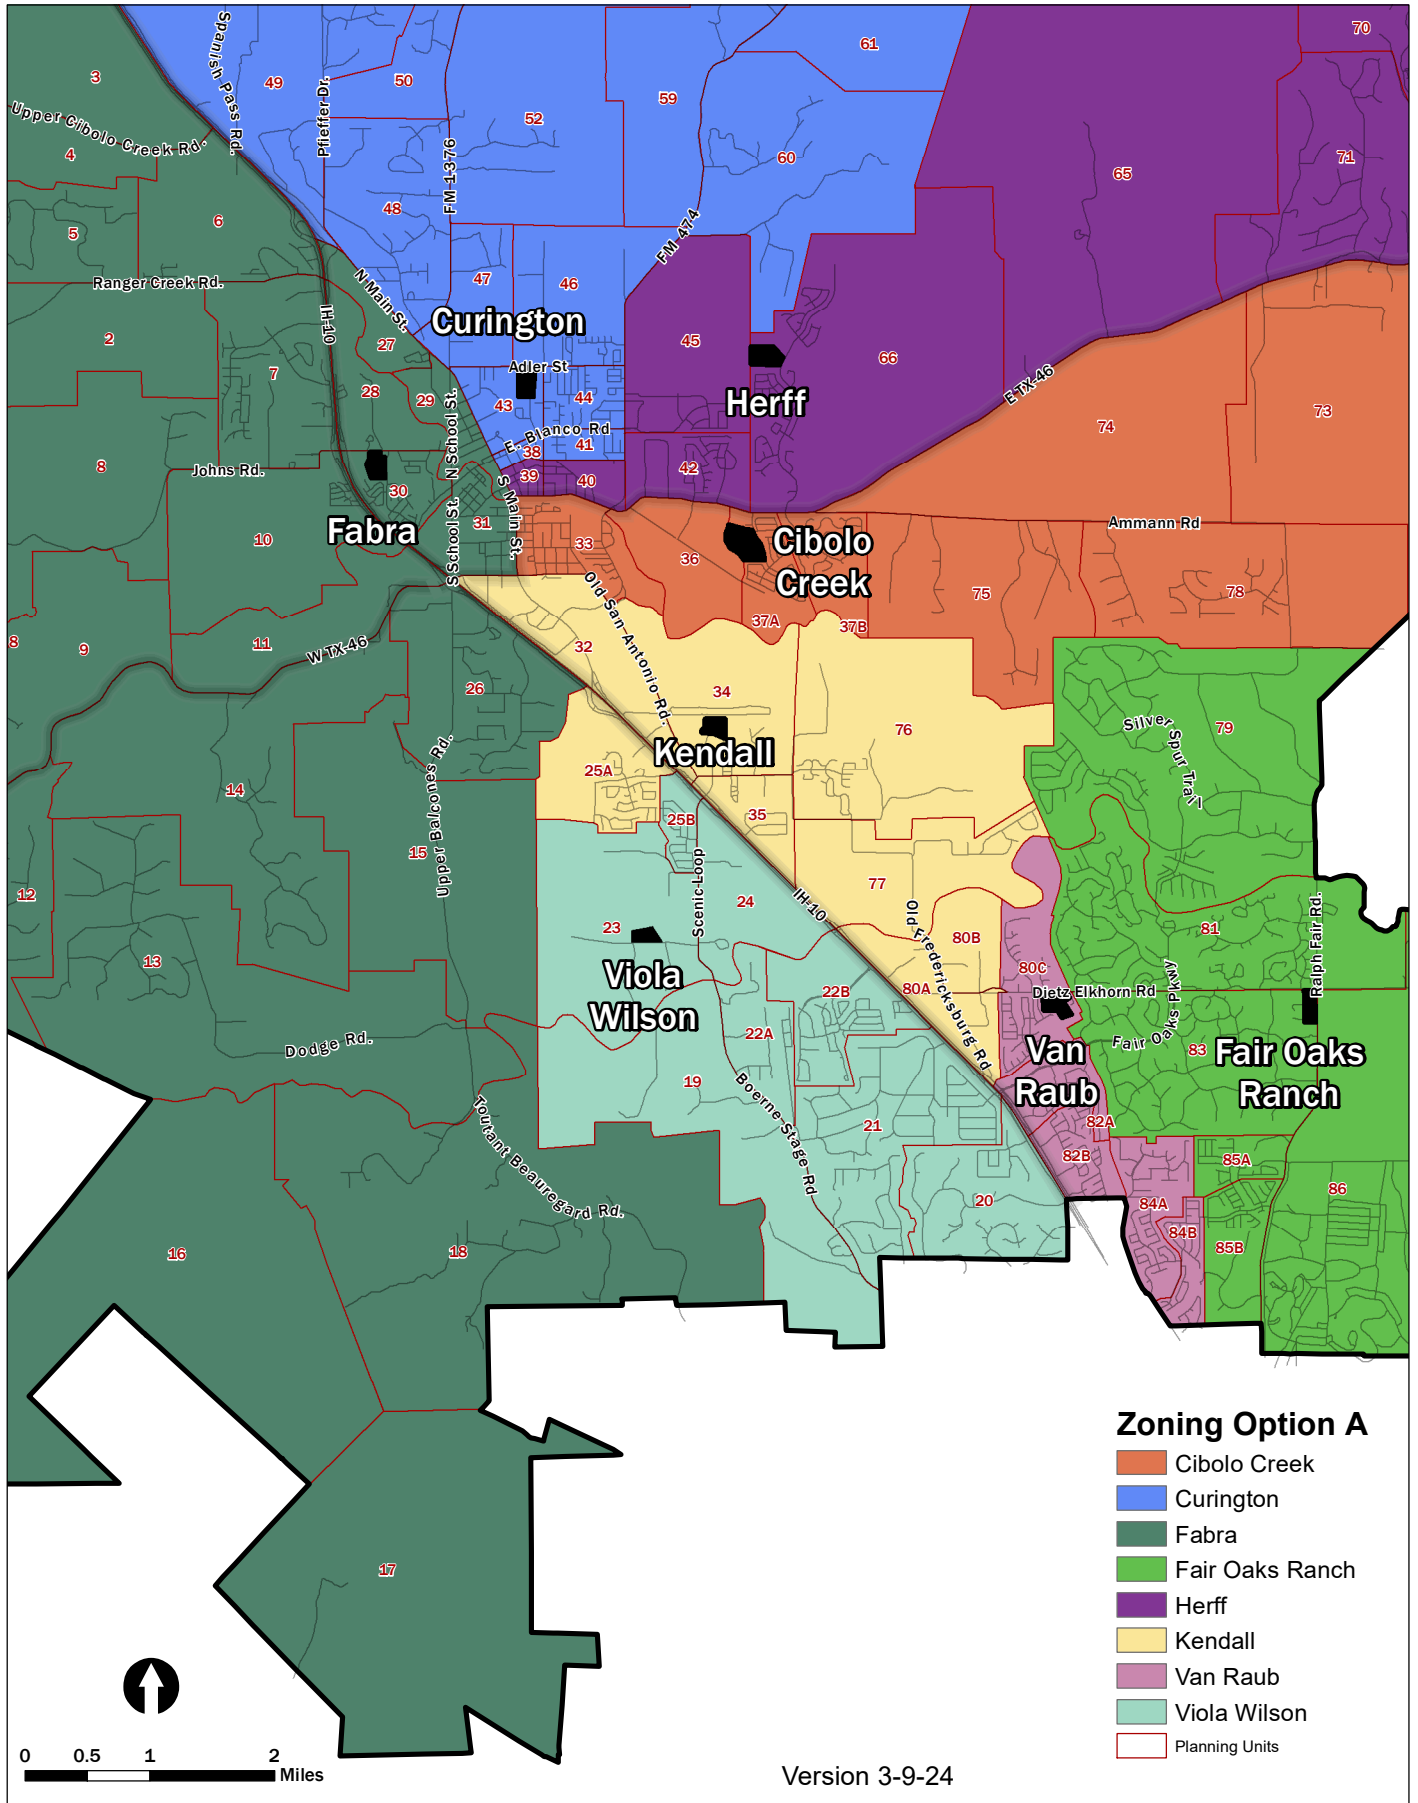 3
Spanish Pass Rd.
49
Pfieffer Dr.
50
52
59
61
70
Upper Cibolo Creek Rd.
4
FM 1376
60
65
71
5
6
48
FM 474
Ranger Creek Rd.
N Main St.
47
46
IH-10
Curington
2
27
45
66
7
Adler St
E TX-46
28
29
43
44
Herff
74
73
N School St.
E. Blanco Rd
38
41
8
Johns Rd.
39
40
42
30
S Main St.
31
Ammann Rd
Fabra
10
S School St.
33
36
Cibolo
Creek
Old San Antonio Rd.
75
78
37A
37B
8
9
11
W TX-46
32
26
34
76
Silver Spur Trail
79
Upper Balcones Rd.
Kendall
25A
14
25B
35
15
12
Scenic Loop
24
IH-10
77
Old Fredericksburg Rd
Ralph Fair Rd.
23
80B
81
13
Viola
Wilson
80C
22B
80A
Dietz Elkhorn Rd
Fair Oaks Pkwy
22A
Dodge Rd.
83
Van
Raub
Fair Oaks
Ranch
19
Boerne Stage Rd
Toutant Beauregard Rd.
21
82A
82B
85A
20
84A
86
84B
85B
16
18
17
Zoning Option A
Cibolo Creek
Curington
Fabra
Fair Oaks Ranch
Herff
Kendall
Van Raub
Viola Wilson
Planning Units
0 0.5 1 2
Miles
Version 3-9-24